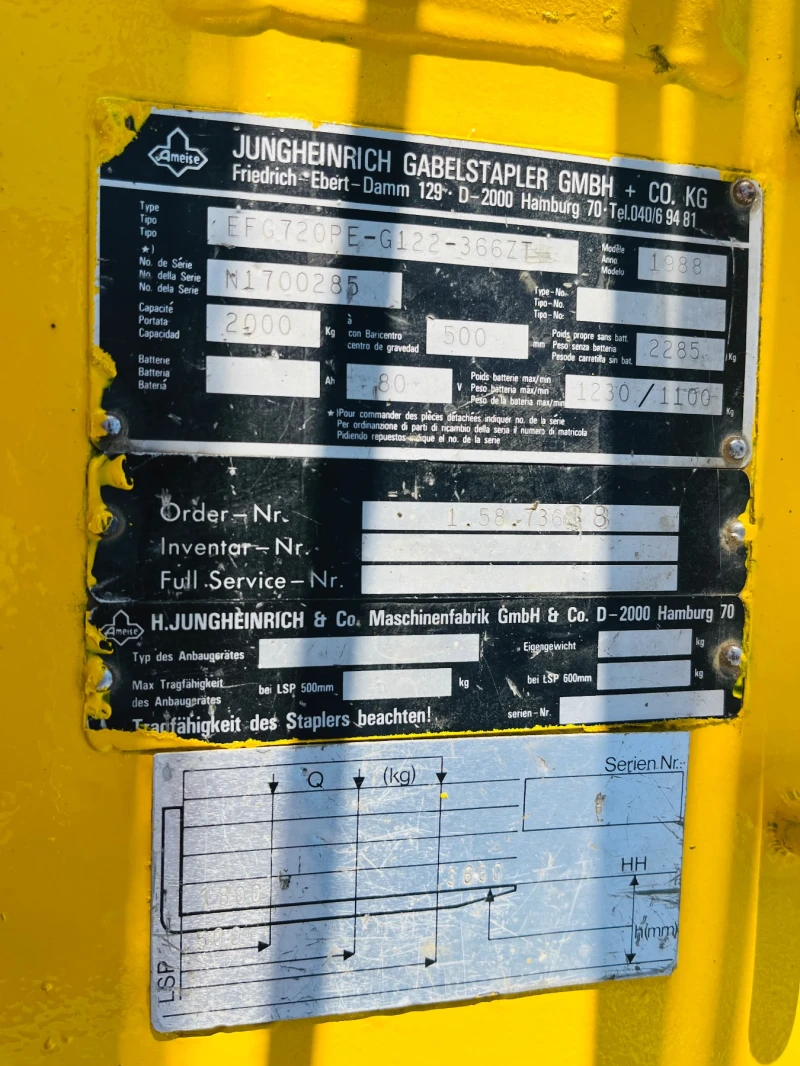 Ameise
JUNGHEINRICH GABELSTAPLER GMBH + CO. KG
Friedrich-Ebert-Damm 129 · D-2000 Hamburg 70 · Tel.040/6 94 81
Type
Tipo
Tipo
EFG720PE-G122-366ZT
Modèle
Anno
Modelo
1988
*)
No. de Série
No. della Serie
No. dela Serie
N1700285
Type-No.
Tipo-No.
Tipo-No:
Capacité
Portata
Capacidad
2000
Kg
à
con Baricentro
centro de gravedad
500
mm
Poids propre sans batt.
Peso senza batteria
Pesode carretilla sin bat.
2285
Kg
Batterie
Batteria
Batería
Ah
80
V
Poids batterie max/min
Peso batteria max/min
Peso de la bateria max/min
1230/1100
Kg
*)Pour commander des pièces détachées indiquer no. de la série
Per ordinanzione di parti di ricambio della seria il numero di matricola
Pidiendo repuestos indique el no. de la serie
Order-Nr.
Inventar-Nr.
Full Service-Nr.
Ameise
H.JUNGHEINRICH & Co. Maschinenfabrik GmbH & Co. D-2000 Hamburg 70
Typ des Anbaugerätes
Eigengewicht
kg
Max Tragfähigkeit
des Anbaugerätes
bei LSP 500mm
kg
bei LSP 600mm
kg
serien-Nr.
Tragfähigkeit des Staplers beachten!
Q (kg)
Serien Nr.:
HH
h(mm)
LSP